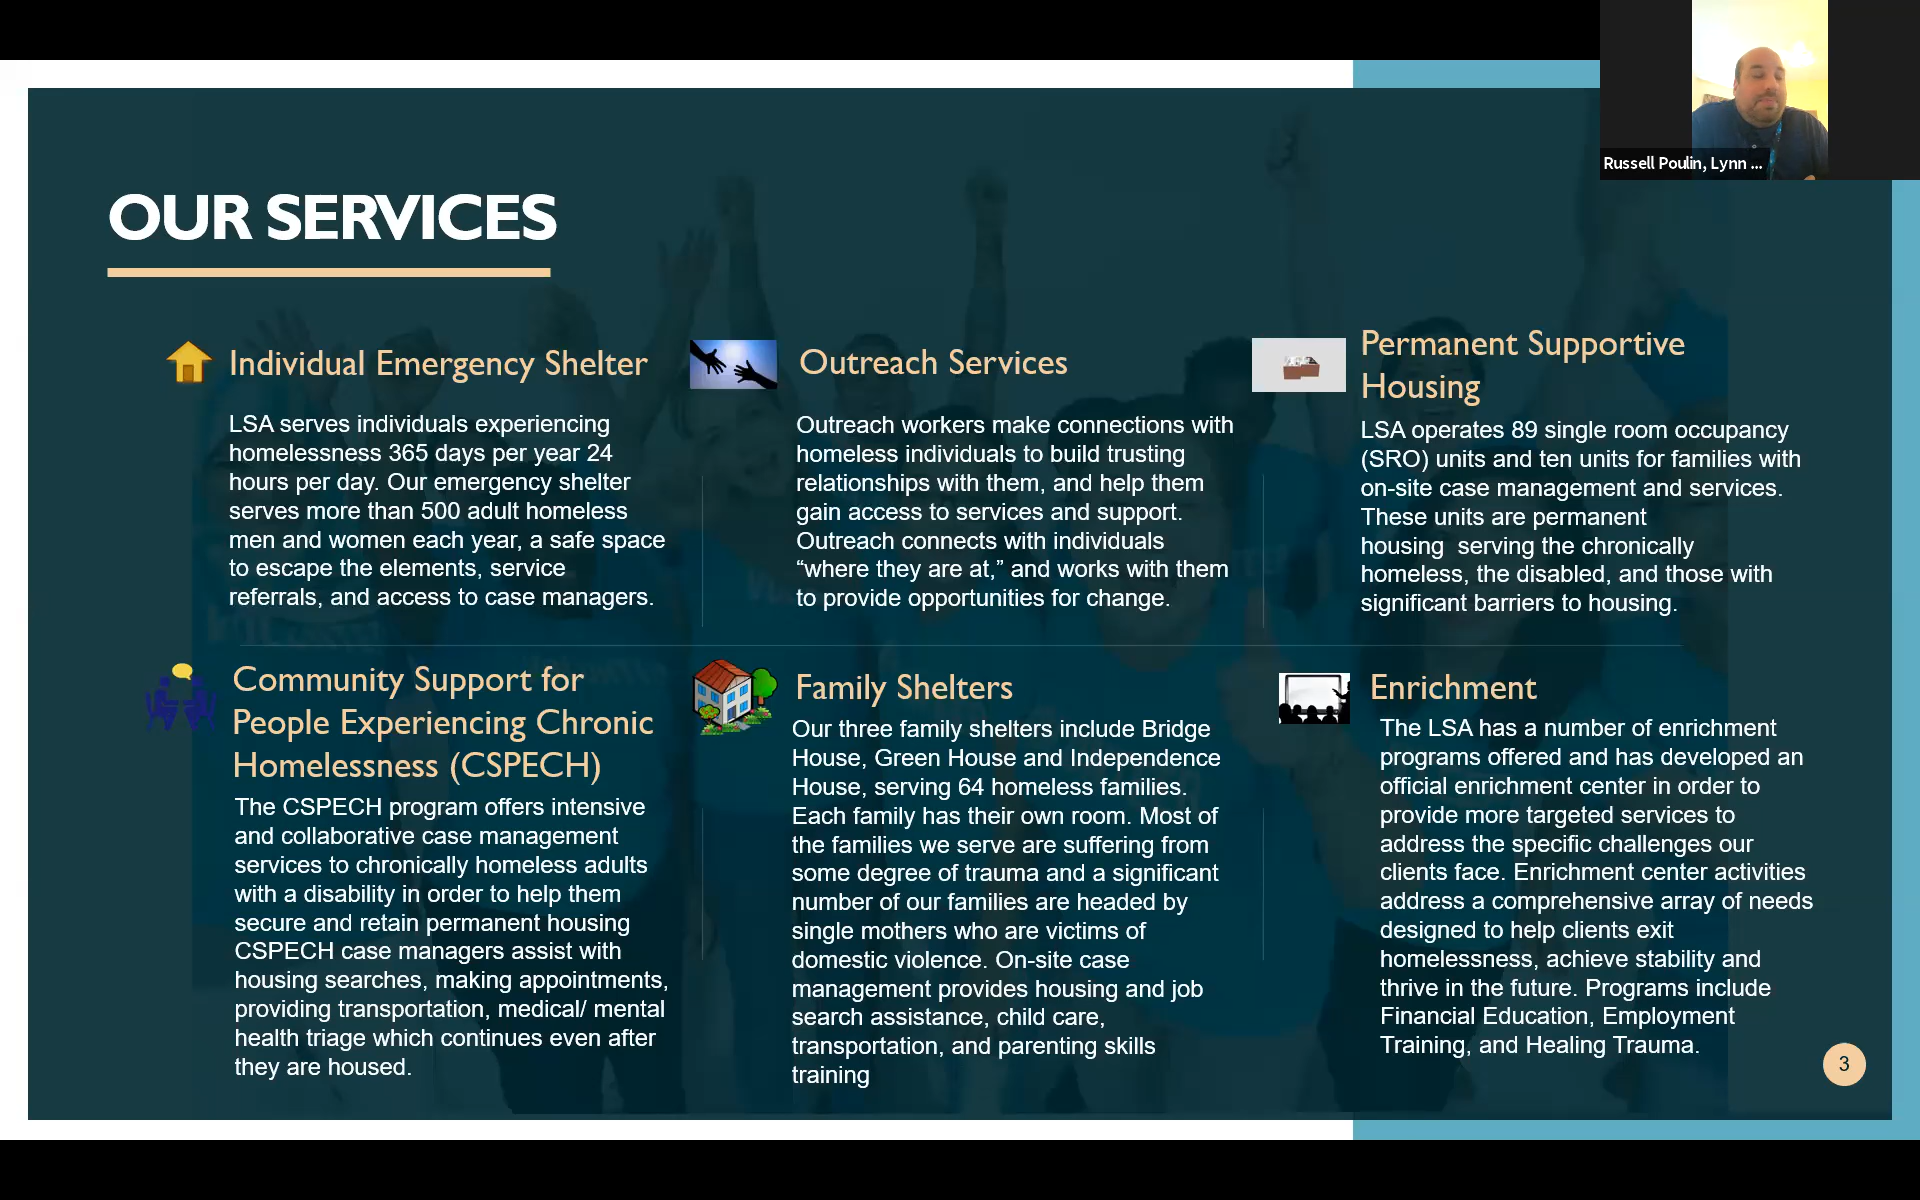 Russell Poulin, Lynn ...
OUR SERVICES
Individual Emergency Shelter
LSA serves individuals experiencing
homelessness 365 days per year 24
hours per day. Our emergency shelter
serves more than 500 adult homeless
men and women each year, a safe space
to escape the elements, service
referrals, and access to case managers.
Outreach Services
Outreach workers make connections with
homeless individuals to build trusting
relationships with them, and help them
gain access to services and support.
Outreach connects with individuals
“where they are at,” and works with them
to provide opportunities for change.
Permanent Supportive
Housing
LSA operates 89 single room occupancy
(SRO) units and ten units for families with
on-site case management and services.
These units are permanent
housing  serving the chronically
homeless, the disabled, and those with
significant barriers to housing.
Community Support for
People Experiencing Chronic
Homelessness (CSPECH)
The CSPECH program offers intensive
and collaborative case management
services to chronically homeless adults
with a disability in order to help them
secure and retain permanent housing
CSPECH case managers assist with
housing searches, making appointments,
providing transportation, medical/ mental
health triage which continues even after
they are housed.
Family Shelters
Our three family shelters include Bridge
House, Green House and Independence
House, serving 64 homeless families.
Each family has their own room. Most of
the families we serve are suffering from
some degree of trauma and a significant
number of our families are headed by
single mothers who are victims of
domestic violence. On-site case
management provides housing and job
search assistance, child care,
transportation, and parenting skills
training
Enrichment
The LSA has a number of enrichment
programs offered and has developed an
official enrichment center in order to
provide more targeted services to
address the specific challenges our
clients face. Enrichment center activities
address a comprehensive array of needs
designed to help clients exit
homelessness, achieve stability and
thrive in the future. Programs include
Financial Education, Employment
Training, and Healing Trauma.
3